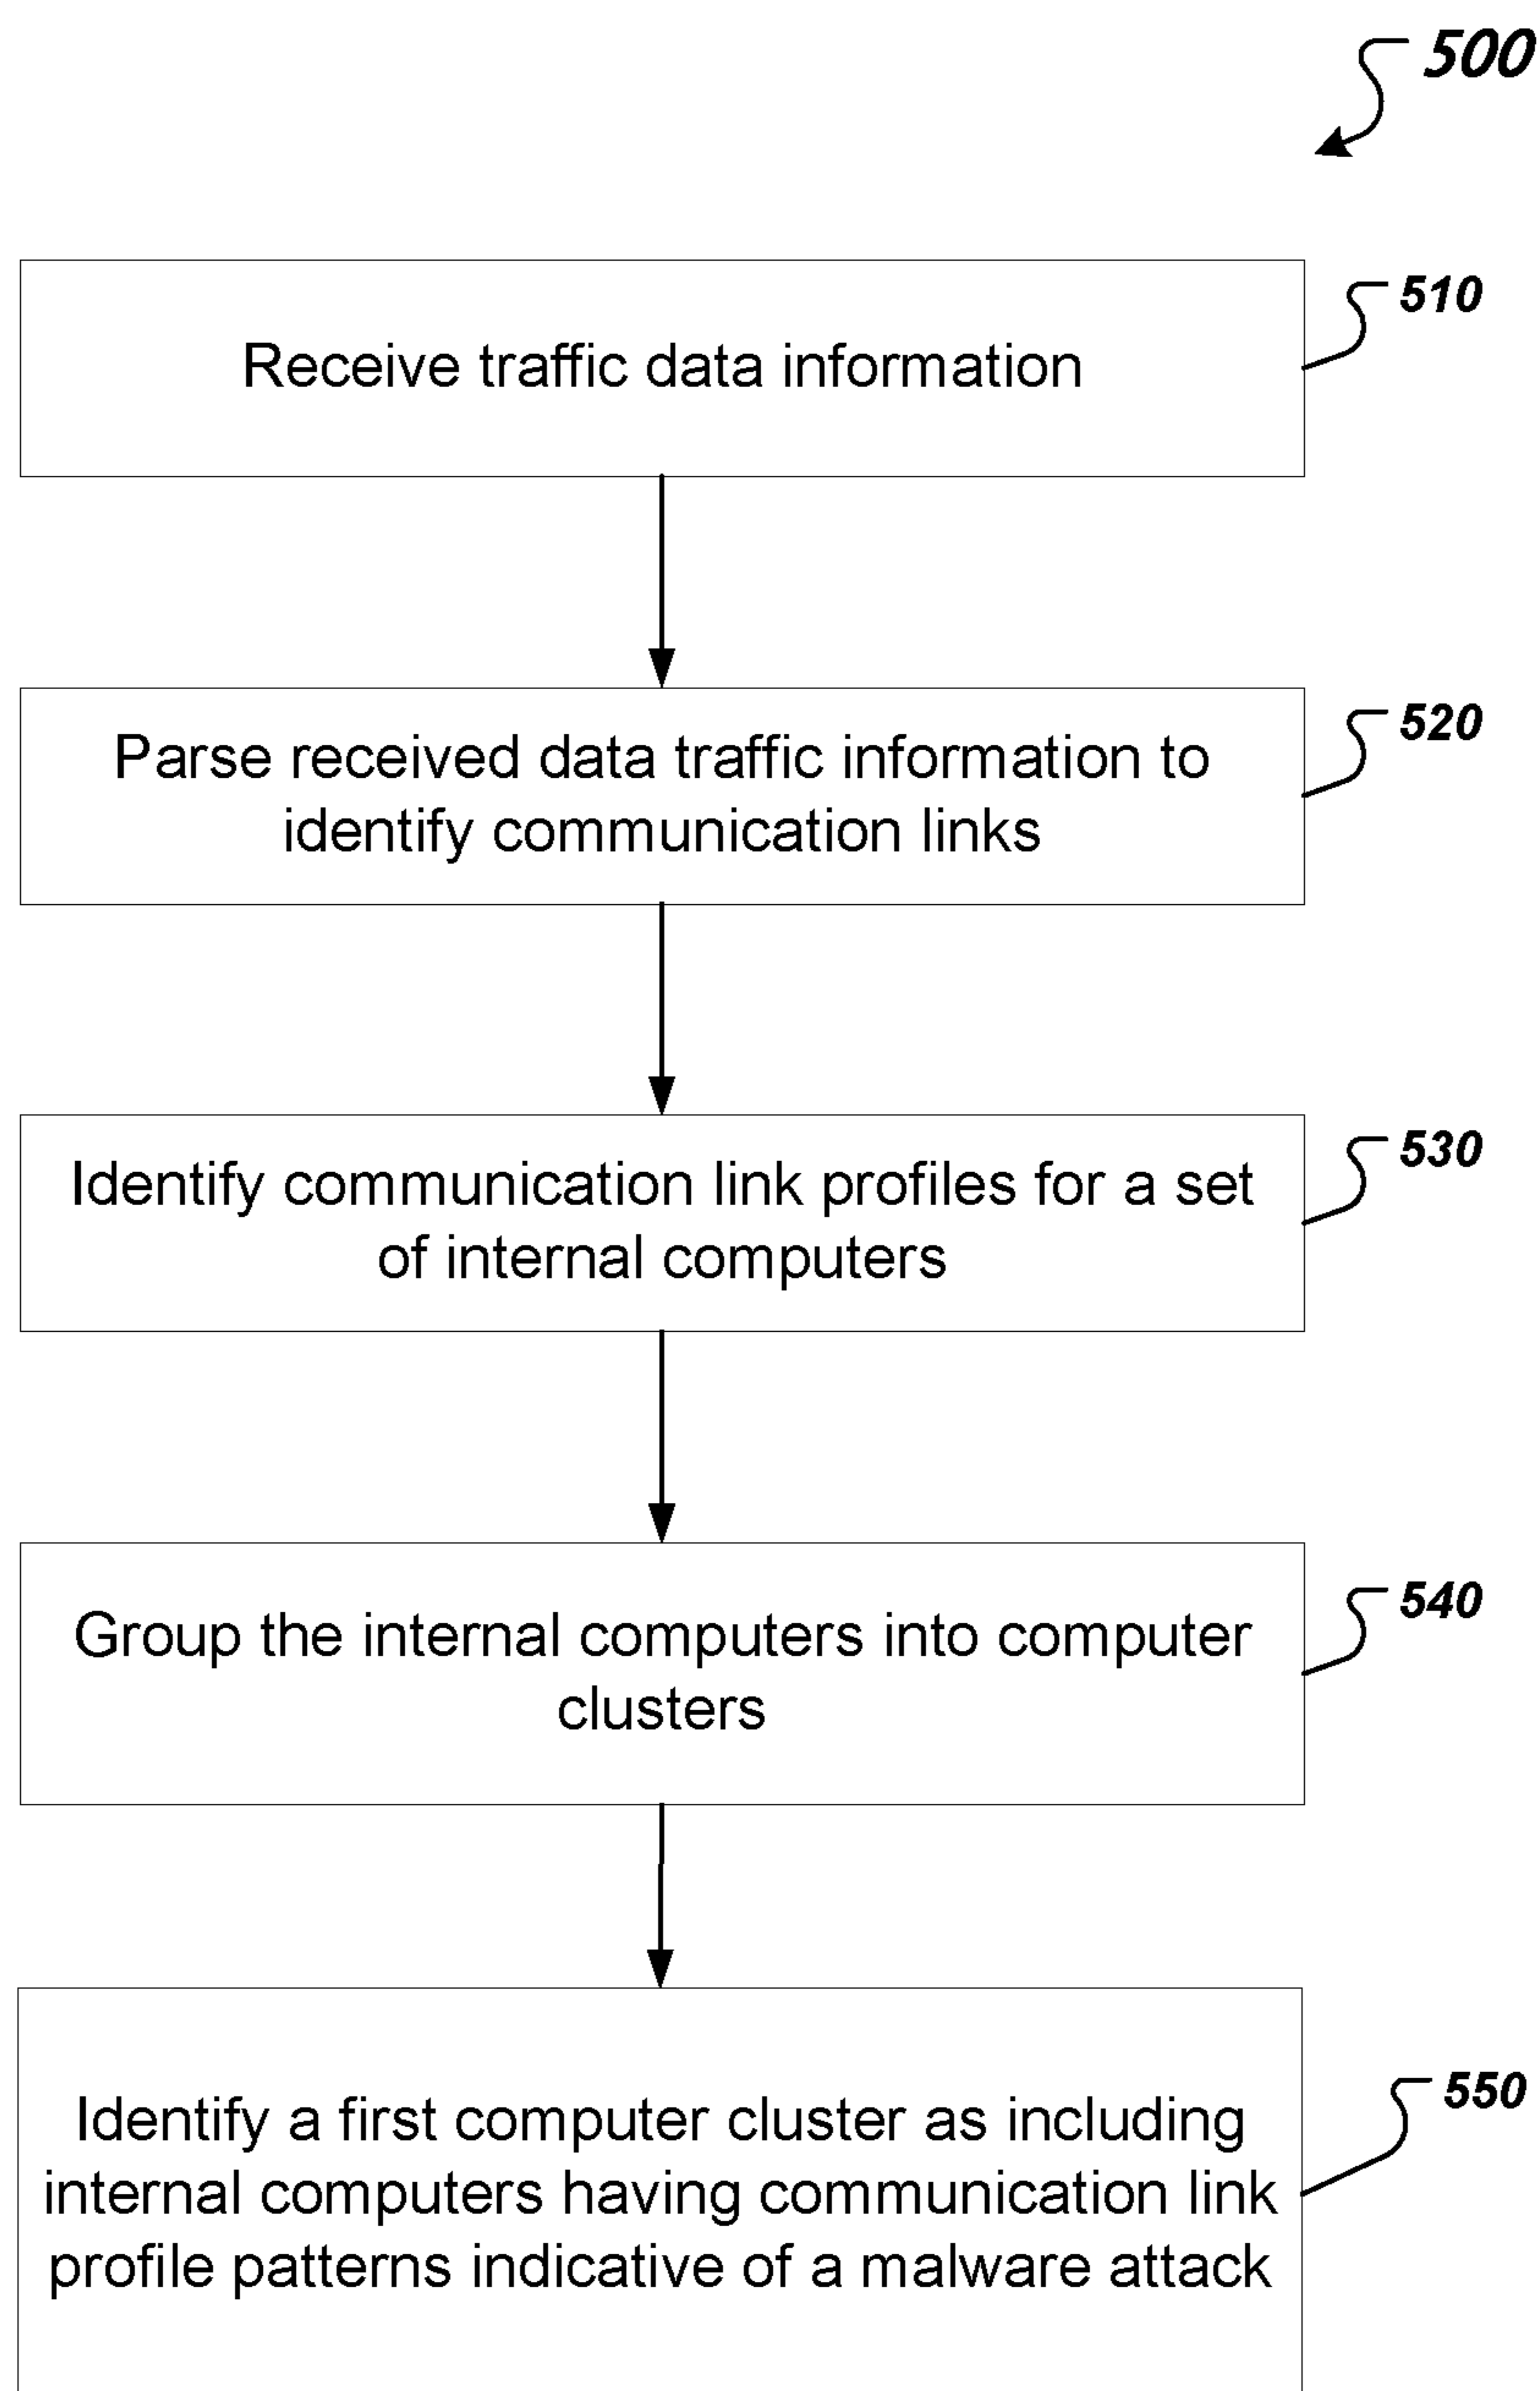 500
Receive traffic data information
510
Parse received data traffic information to
identify communication links
520
Identify communication link profiles for a set
of internal computers
530
Group the internal computers into computer
clusters
540
Identify a first computer cluster as including
internal computers having communication link
profile patterns indicative of a malware attack
550